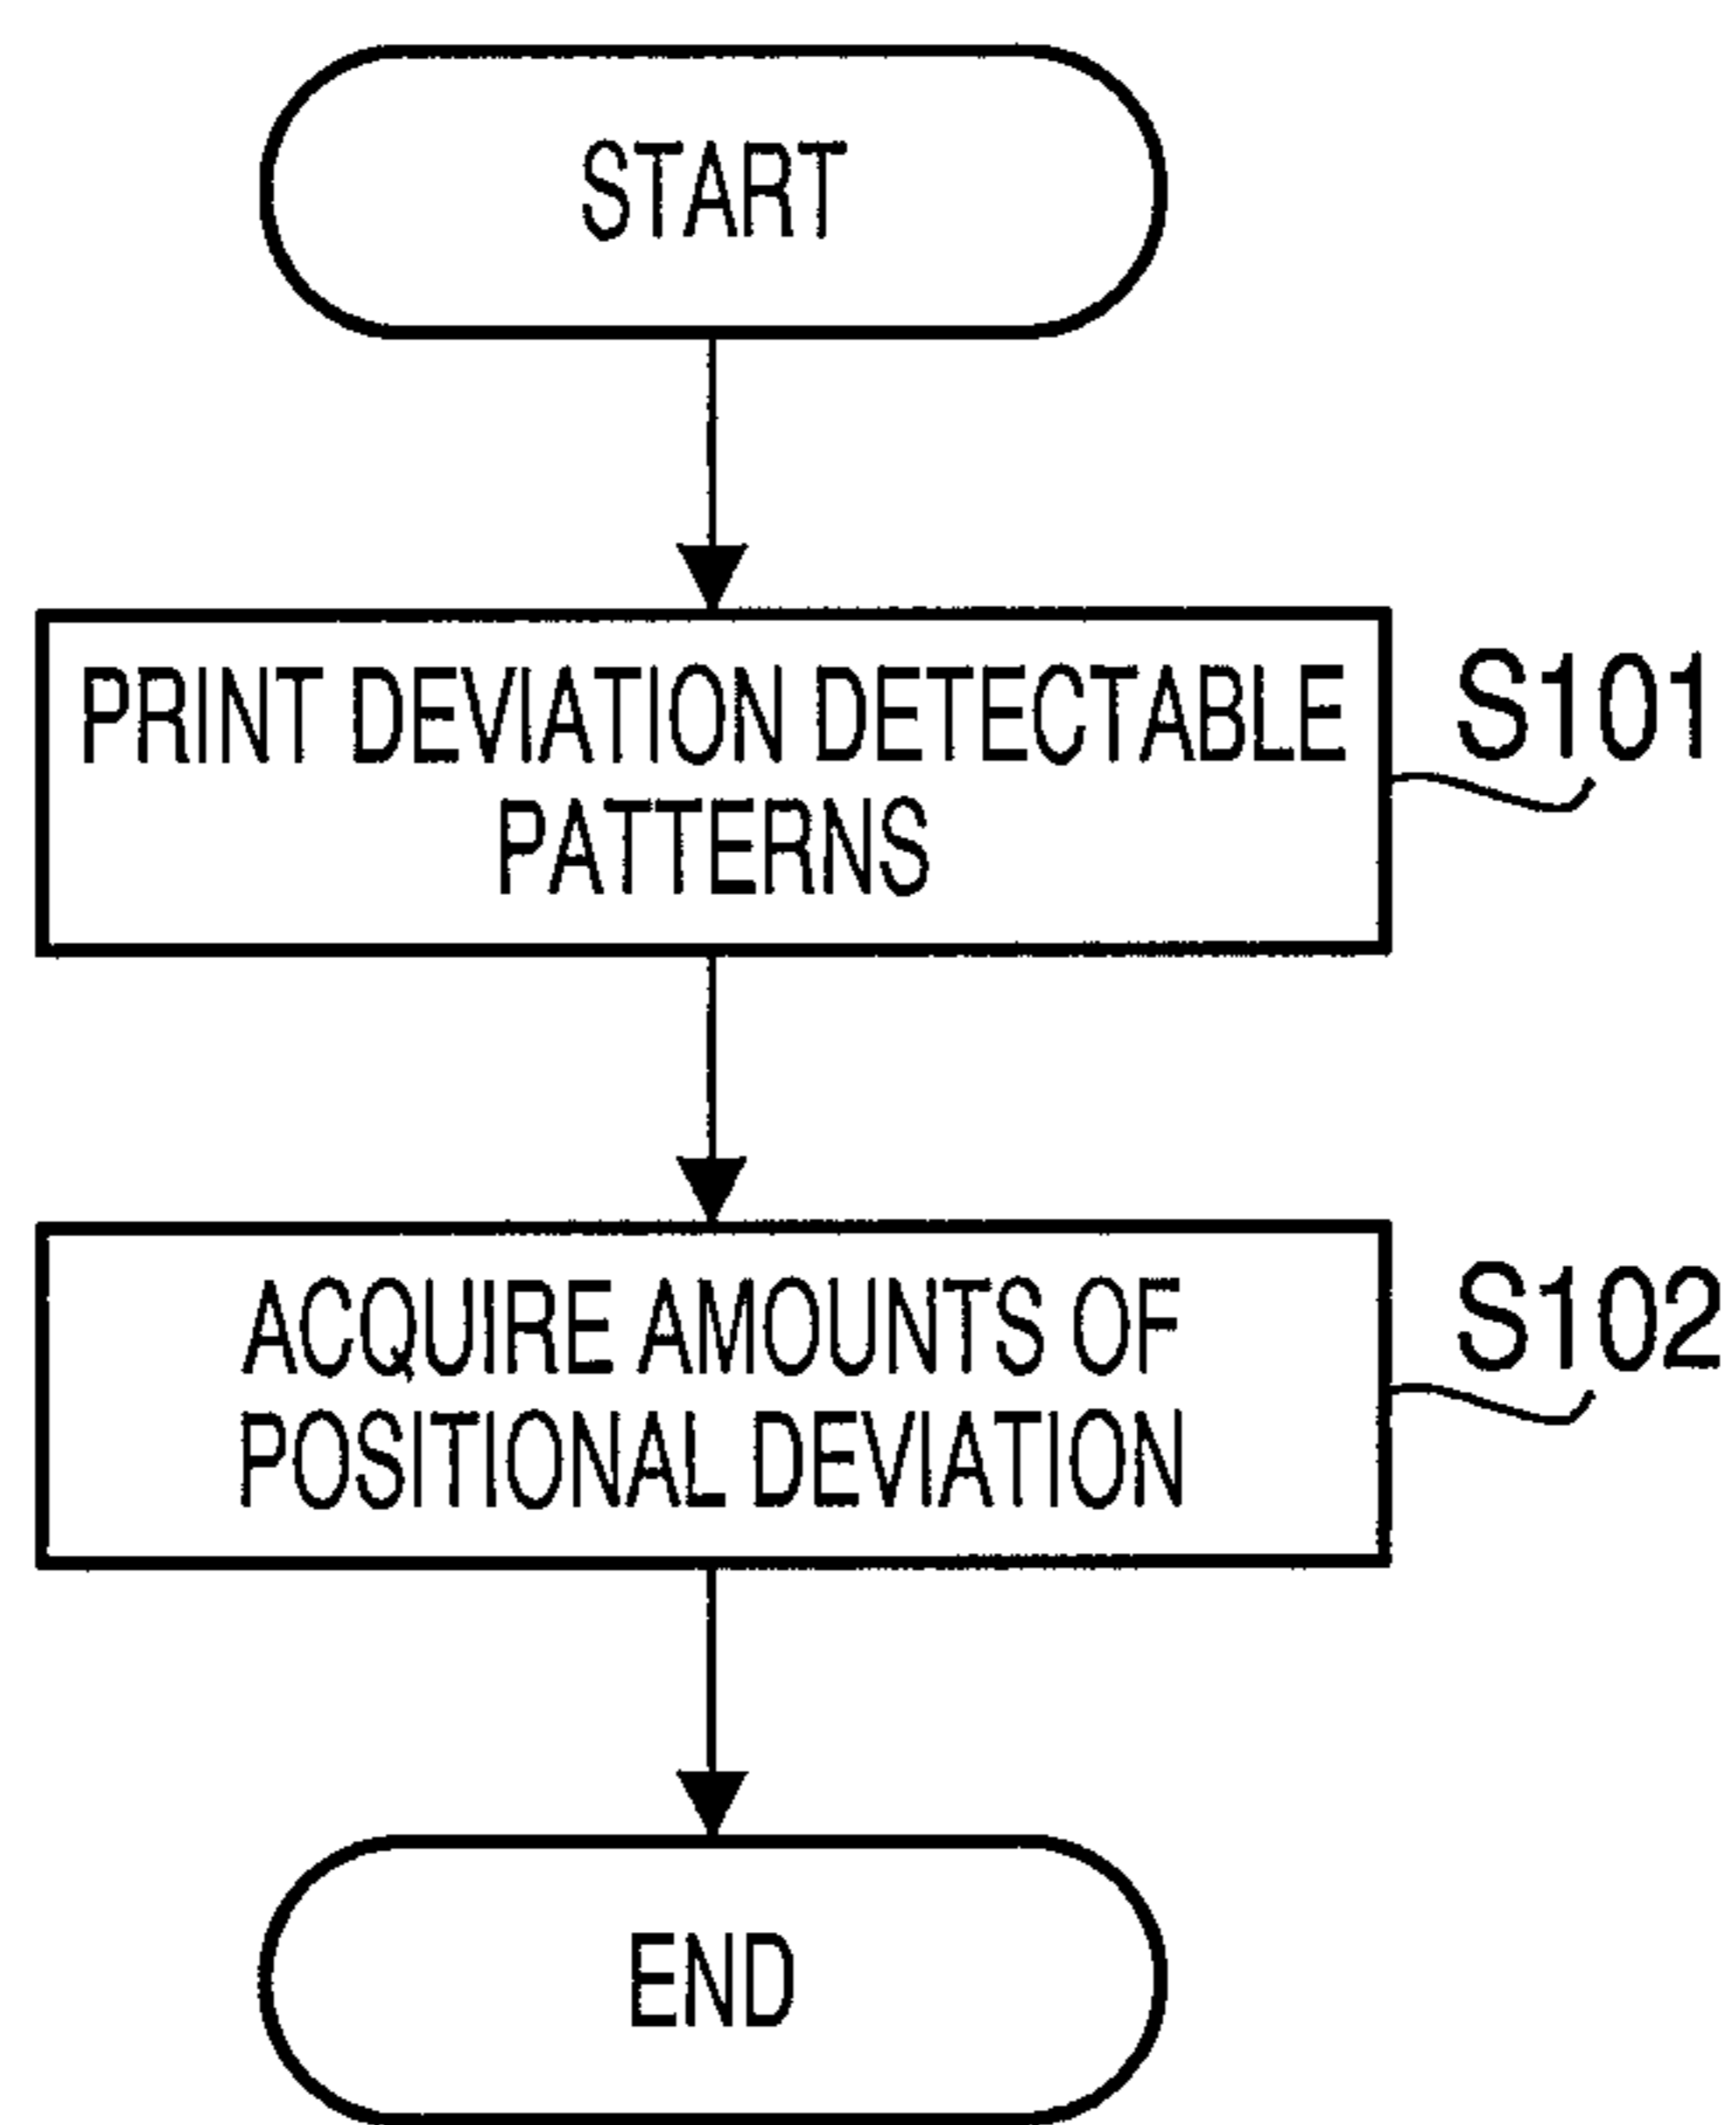 START
PRINT DEVIATION DETECTABLE
PATTERNS
S101
ACQUIRE AMOUNTS OF
POSITIONAL DEVIATION
S102
END